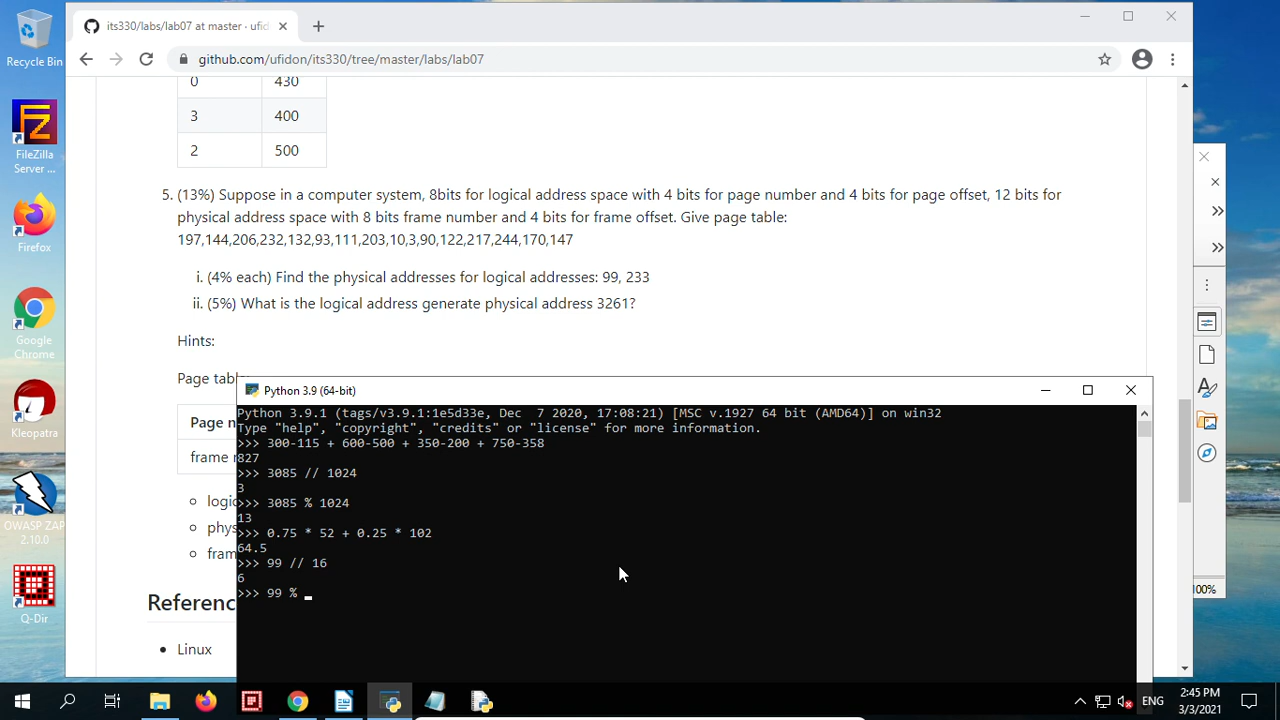 Recycle Bin
FileZilla
Server ...
Firefox
Google
Chrome
Kleopatra
OWASP ZAP
2.10.0
Q-Dir
its330/labs/lab07 at master · ufid
github.com/ufidon/its330/tree/master/labs/lab07
0 430
3 400
2 500
5. (13%) Suppose in a computer system, 8bits for logical address space with 4 bits for page number and 4 bits for page offset, 12 bits for
physical address space with 8 bits frame number and 4 bits for frame offset. Give page table:
197,144,206,232,132,93,111,203,10,3,90,122,217,244,170,147
i. (4% each) Find the physical addresses for logical addresses: 99, 233
ii. (5%) What is the logical address generate physical address 3261?
Hints:
Page table
Page n
frame
logic
phys
fram
Referenc
Linux
Python 3.9 (64-bit)
Python 3.9.1 (tags/v3.9.1:1e5d33e, Dec  7 2020, 17:08:21) [MSC v.1927 64 bit (AMD64)] on win32
Type "help", "copyright", "credits" or "license" for more information.
>>> 300-115 + 600-500 + 350-200 + 750-358
827
>>> 3085 // 1024
3
>>> 3085 % 1024
13
>>> 0.75 * 52 + 0.25 * 102
64.5
>>> 99 // 16
6
>>> 99 % _
100%
ENG
2:45 PM
3/3/2021